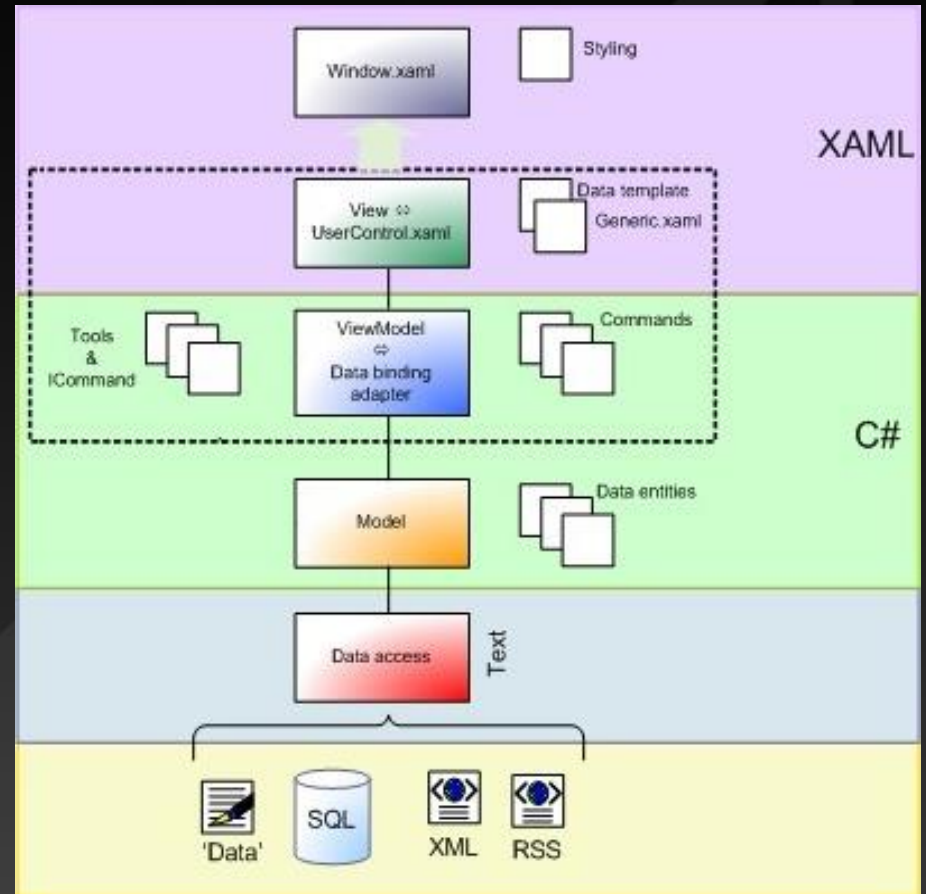 Window.xaml
Styling
XAML
View ⇔
UserControl.xaml
Data template
Generic.xaml
Tools
&
ICommand
ViewModel
⇔
Data binding
adapter
Commands
C#
Model
Data entities
Data access
Text
'Data'
SQL
XML
RSS